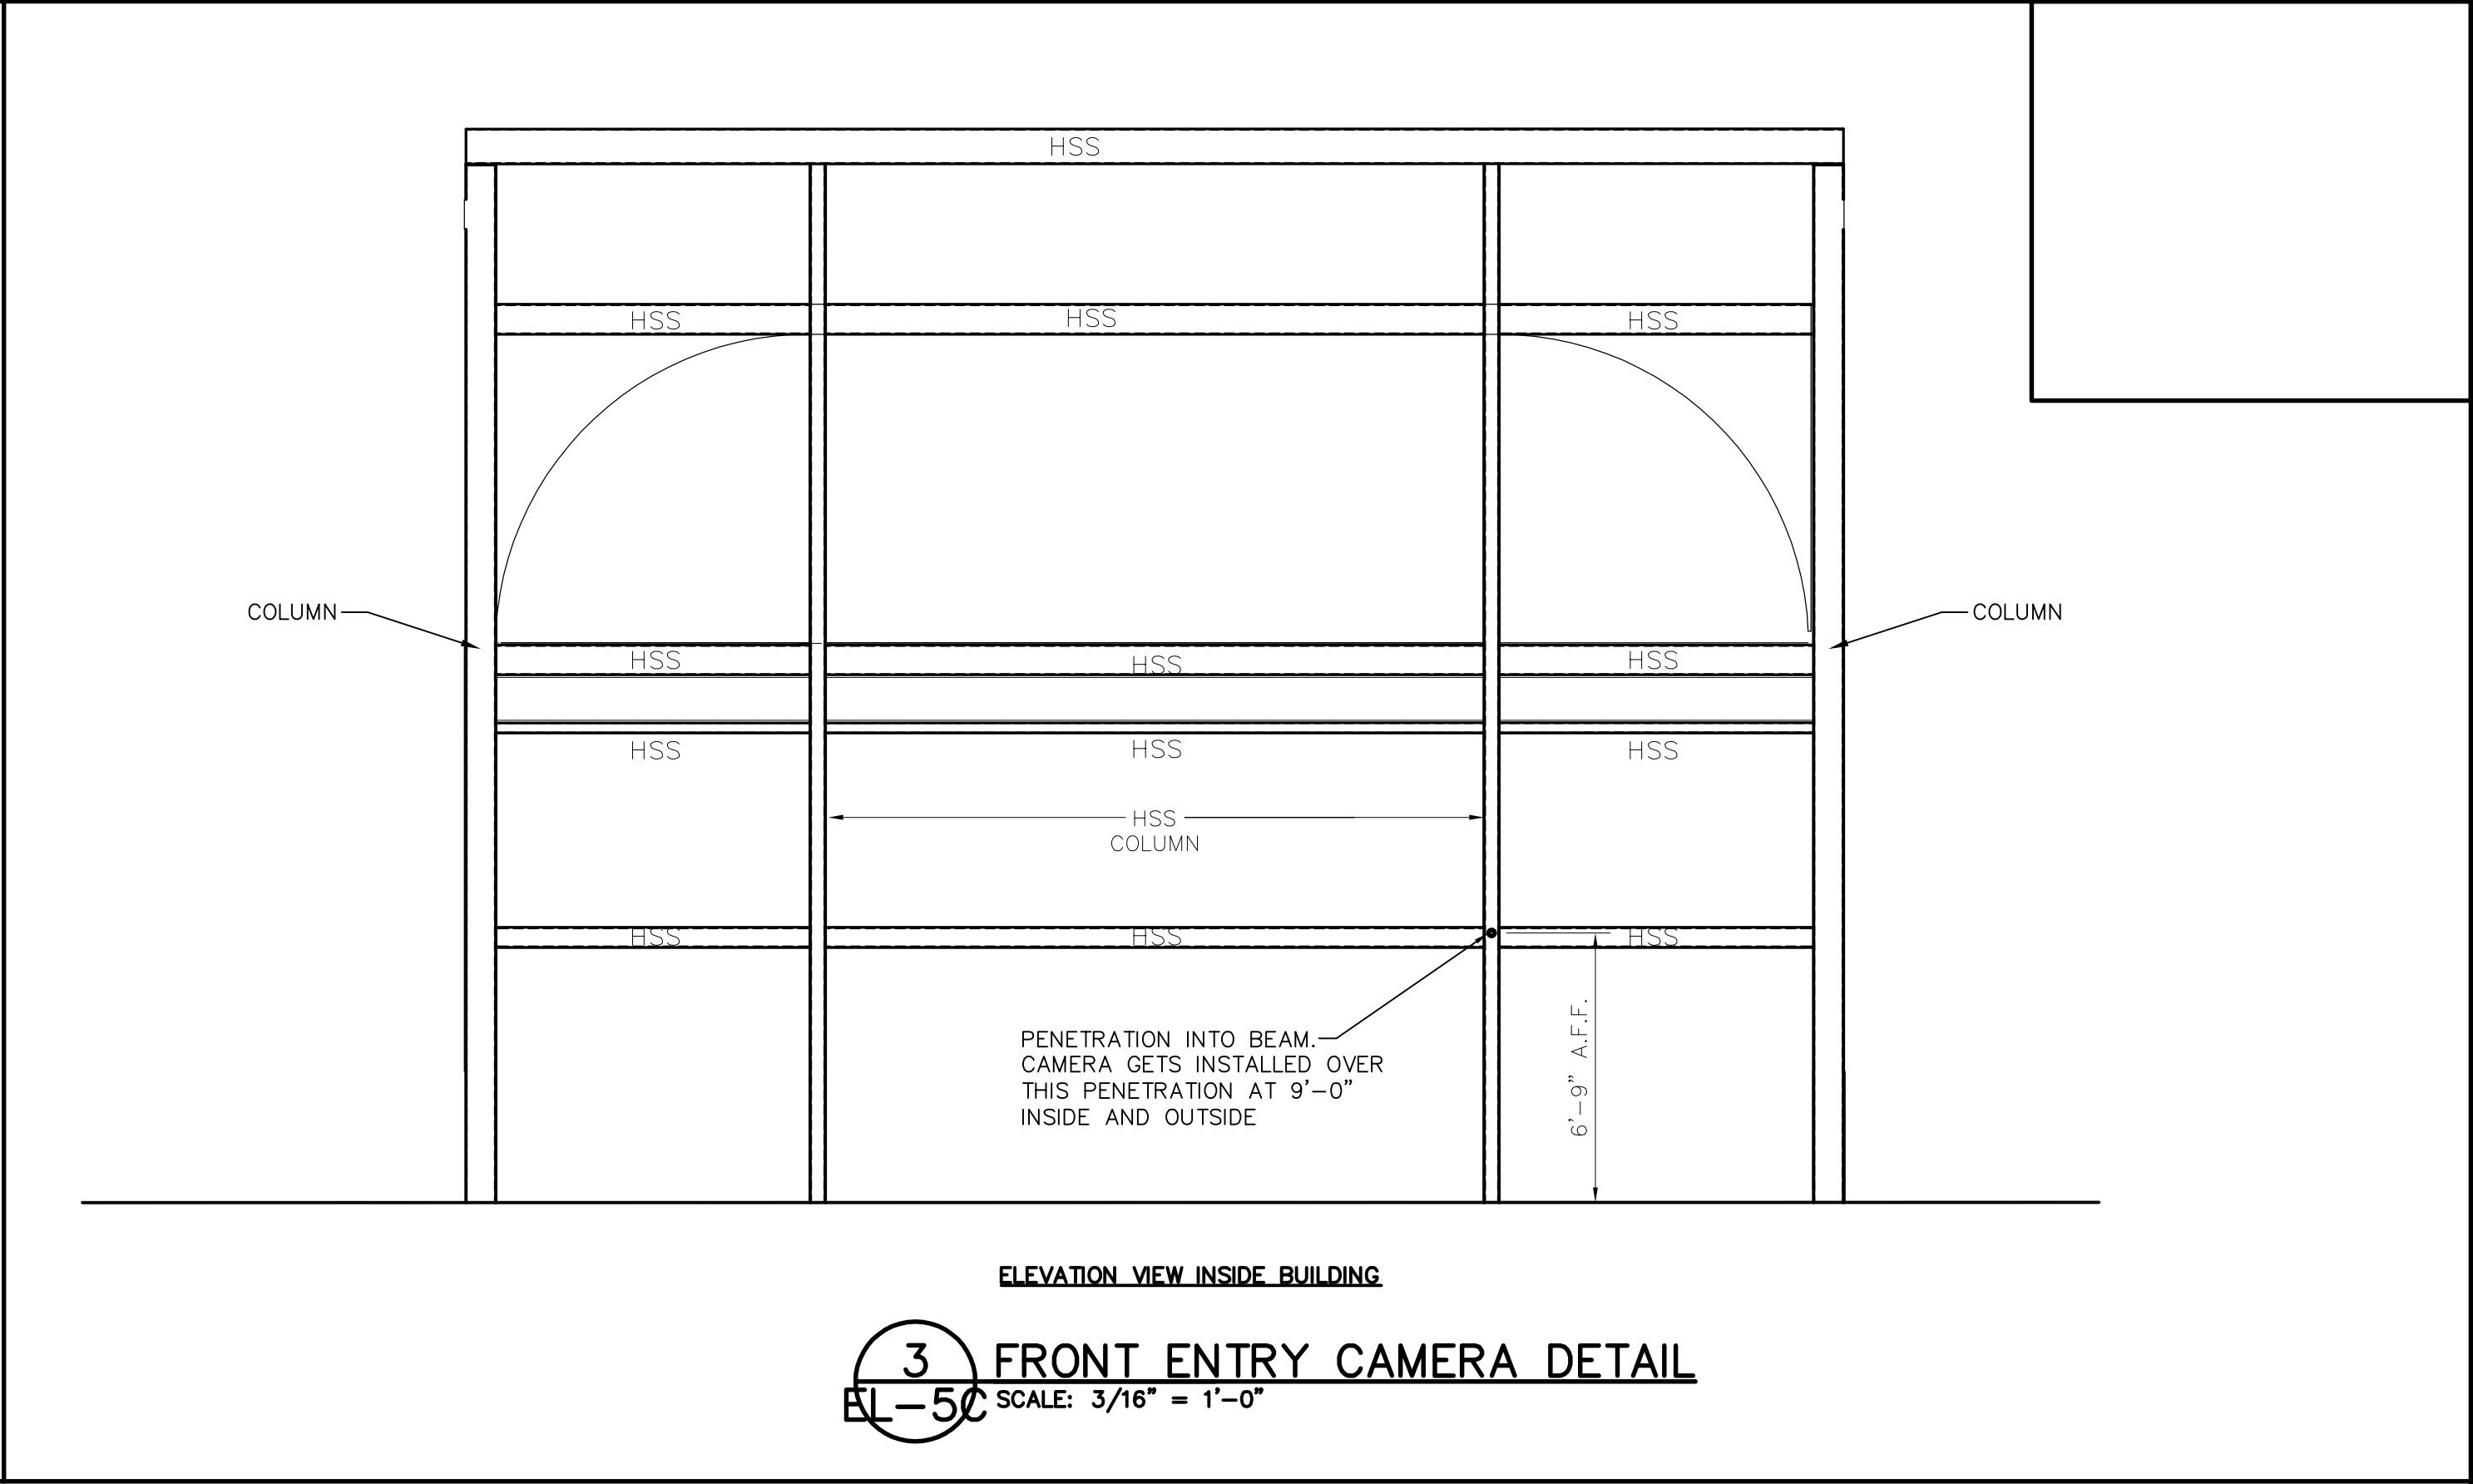 HSS
HSS HSS HSS
COLUMN COLUMN
HSS HSS HSS
HSS HSS HSS
HSS
COLUMN
HSS HSS HSS
PENETRATION INTO BEAM.
CAMERA GETS INSTALLED OVER
THIS PENETRATION AT 9'-0"
INSIDE AND OUTSIDE
6'-9" A.F.F.
ELEVATION VIEW INSIDE BUILDING
3 FRONT ENTRY CAMERA DETAIL
EL-5C SCALE: 3/16" = 1'-0"